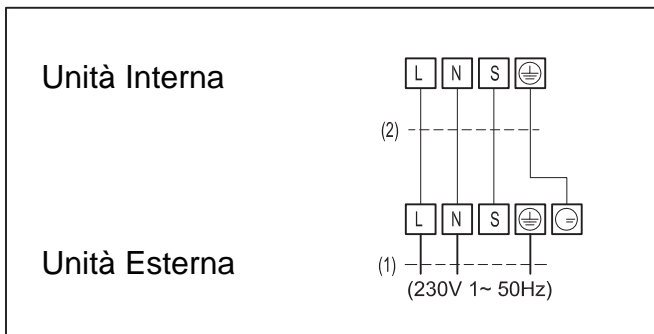 Unità Interna
L N S
(2)
L N S
Unità Esterna
(1)
(230V 1~ 50Hz)